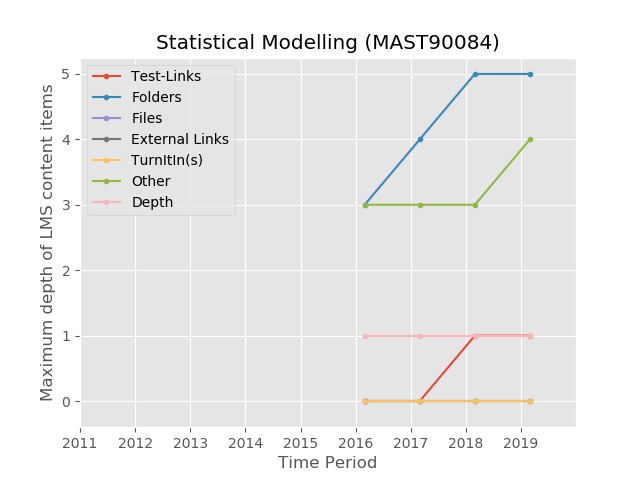 Statistical Modelling (MAST90084)
Maximum depth of LMS content items
5
4
3
2
1
0
Test-Links
Folders
Files
External Links
TurnItIn(s)
Other
Depth
2011 2012 2013 2014 2015 2016 2017 2018 2019
Time Period